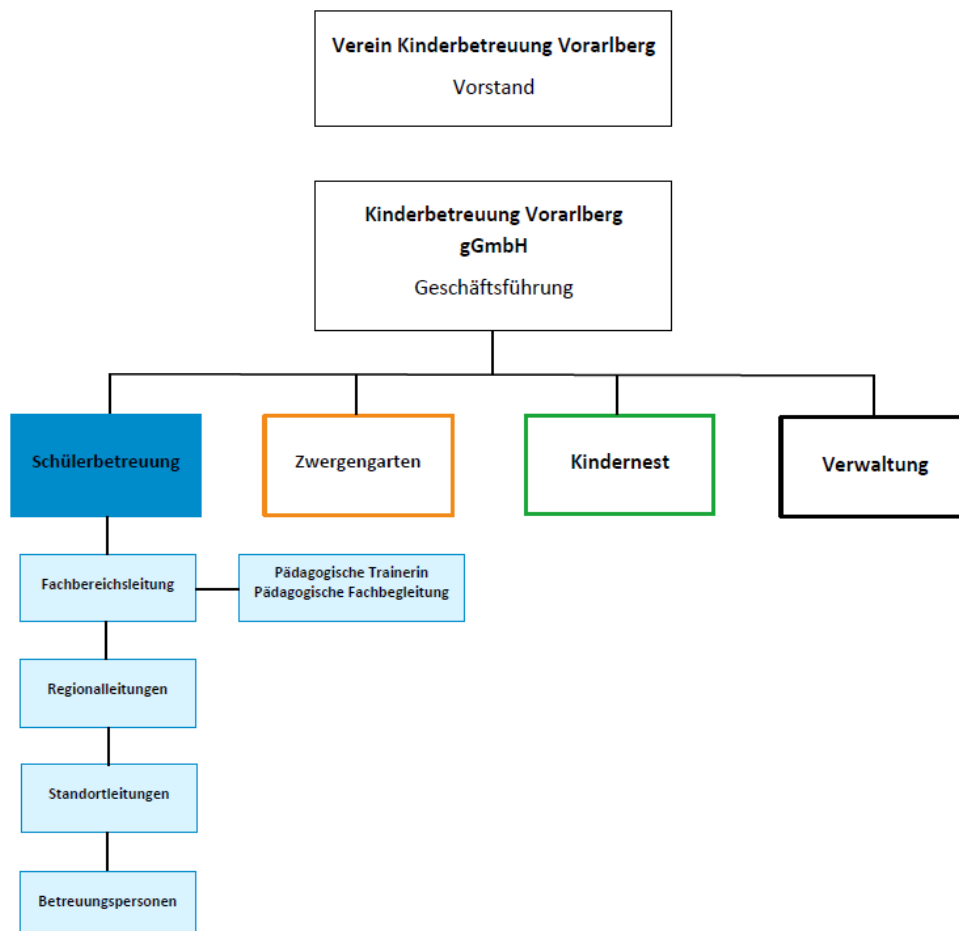 Verein Kinderbetreuung Vorarlberg
Vorstand
Kinderbetreuung Vorarlberg
gGmbH
Geschäftsführung
Schülerbetreuung
Zwergengarten
Kindernest
Verwaltung
Fachbereichsleitung
Pädagogische Trainerin
Pädagogische Fachbegleitung
Regionalleitungen
Standortleitungen
Betreuungspersonen